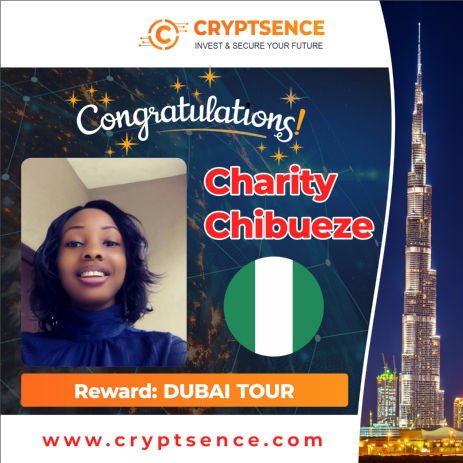 CRYPTSENCE
INVEST & SECURE YOUR FUTURE
Congratulations!
Charity
Chibueze
Reward: DUBAI TOUR
www.cryptsence.com